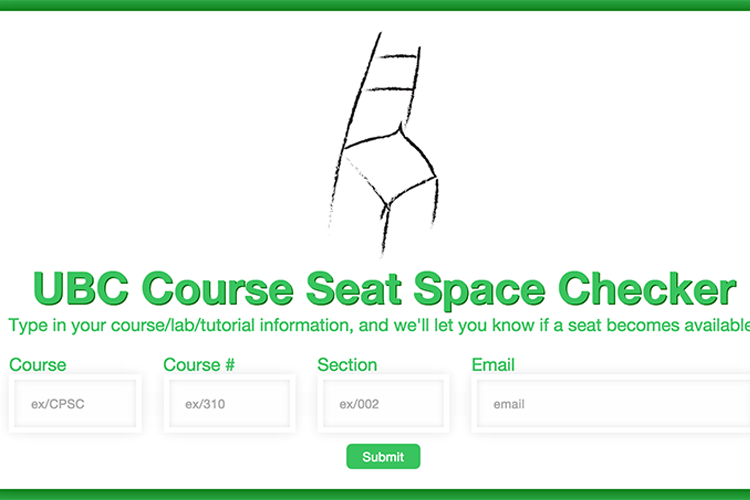 UBC Course Seat Space Checker
Type in your course/lab/tutorial information, and we'll let you know if a seat becomes available
Course Course # Section Email
ex/CPSC ex/310 ex/002 email
Submit